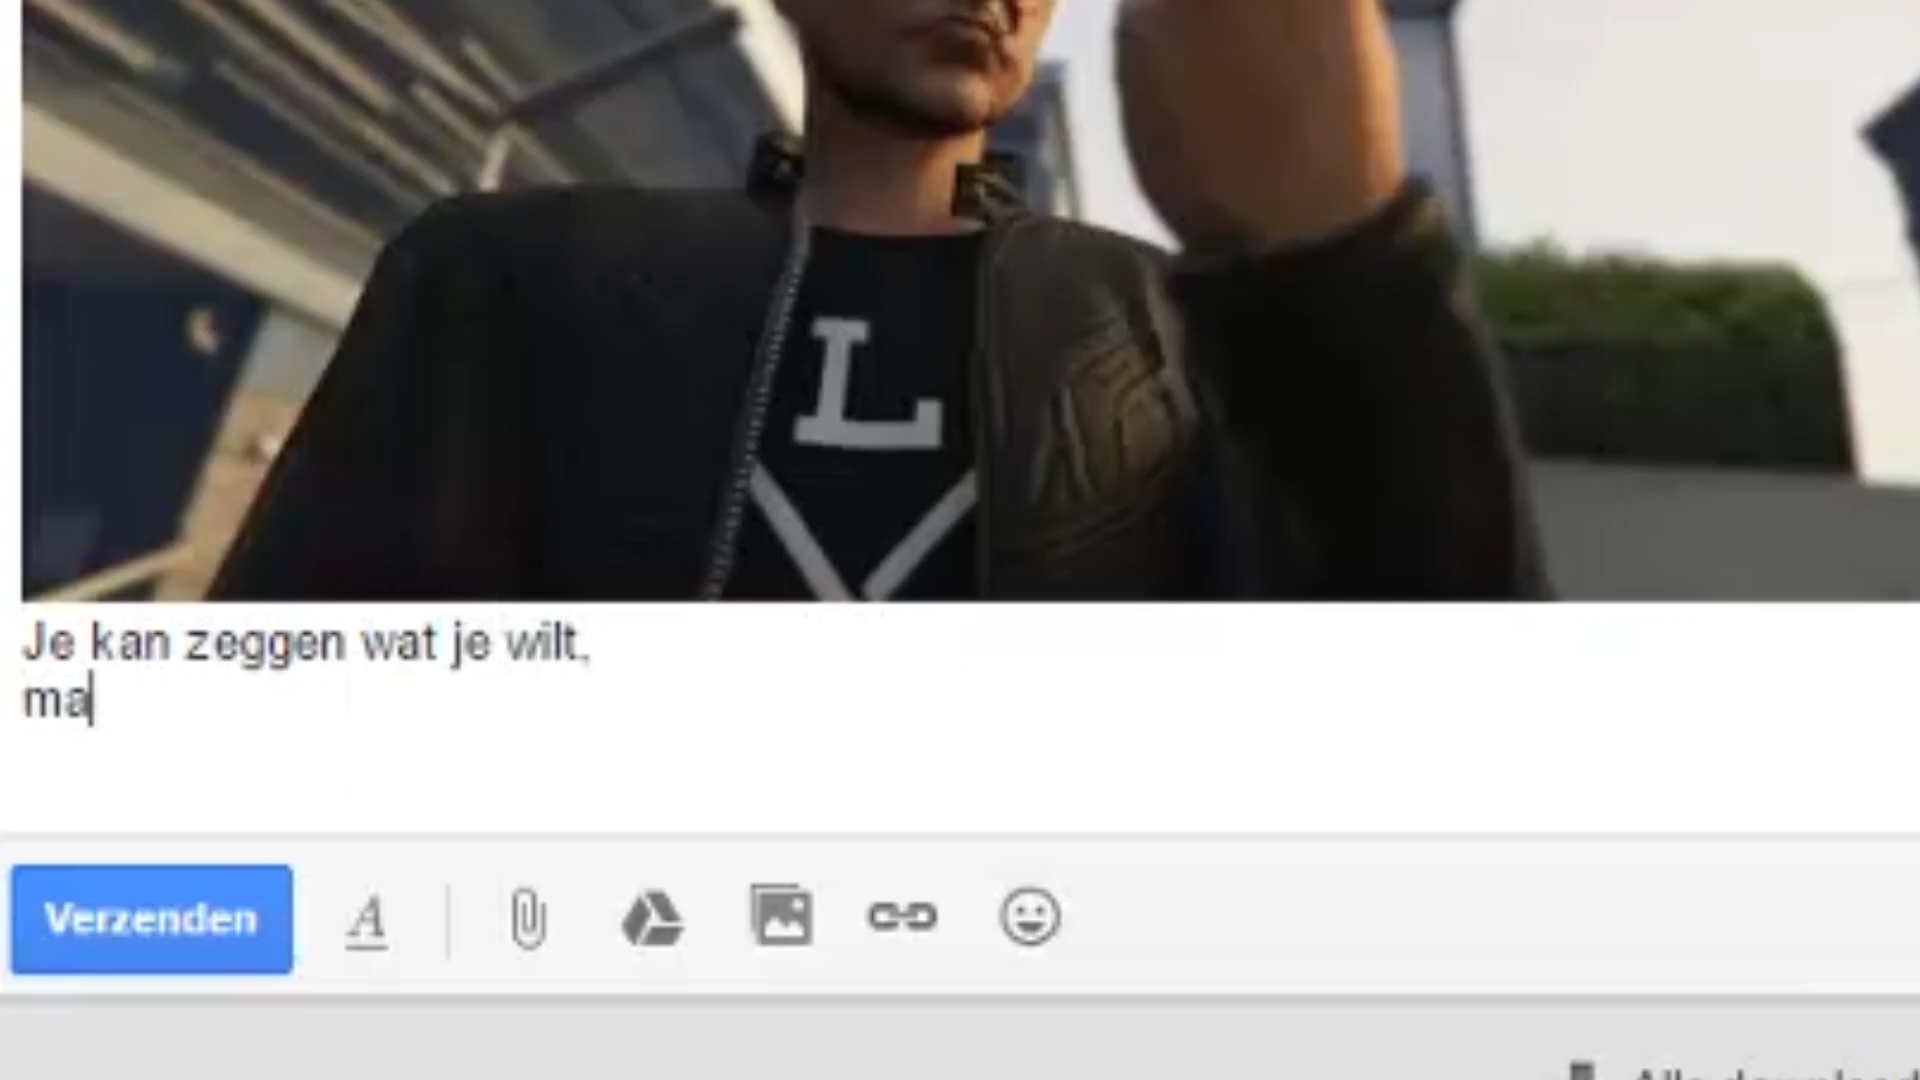 L
Je kan zeggen wat je wilt,
ma
Verzenden
A